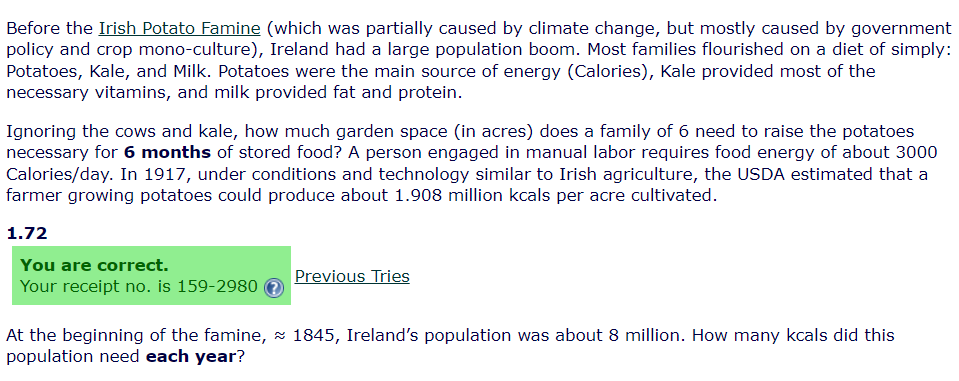 Before the Irish Potato Famine (which was partially caused by climate change, but mostly caused by government
policy and crop mono-culture), Ireland had a large population boom. Most families flourished on a diet of simply:
Potatoes, Kale, and Milk. Potatoes were the main source of energy (Calories), Kale provided most of the
necessary vitamins, and milk provided fat and protein.
Ignoring the cows and kale, how much garden space (in acres) does a family of 6 need to raise the potatoes
necessary for 6 months of stored food? A person engaged in manual labor requires food energy of about 3000
Calories/day. In 1917, under conditions and technology similar to Irish agriculture, the USDA estimated that a
farmer growing potatoes could produce about 1.908 million kcals per acre cultivated.
1.72
You are correct.
Your receipt no. is 159-2980 ? Previous Tries
At the beginning of the famine, ≈ 1845, Ireland's population was about 8 million. How many kcals did this
population need each year?